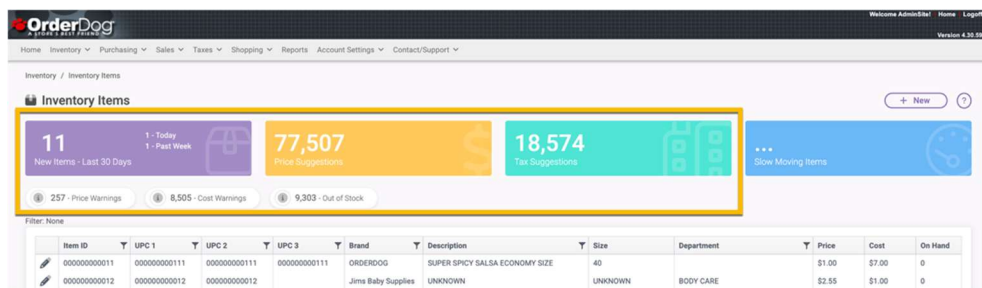 Welcome AdminSite! Home Logoff
OrderDog
A STORE'S BEST FRIEND
Version 4.30.59
Home Inventory Purchasing Sales Taxes Shopping Reports Account Settings Contact/Support
Inventory / Inventory Items
Inventory Items
+ New ?
11 1 - Today
1 - Past Week
New Items - Last 30 Days
77,507
Price Suggestions
18,574
Tax Suggestions
...
Slow Moving Items
257 - Price Warnings 8,505 - Cost Warnings 9,303 - Out of Stock
Filter: None
Item ID UPC 1 UPC 2 UPC 3 Brand Description Size Department Price Cost On Hand
000000000011 000000000111 000000000111 000000000111 ORDERDOG SUPER SPICY SALSA ECONOMY SIZE 40 $1.00 $7.00 0
000000000012 000000000012 000000000012 Jims Baby Supplies UNKNOWN UNKNOWN BODY CARE $2.55 $1.00 0